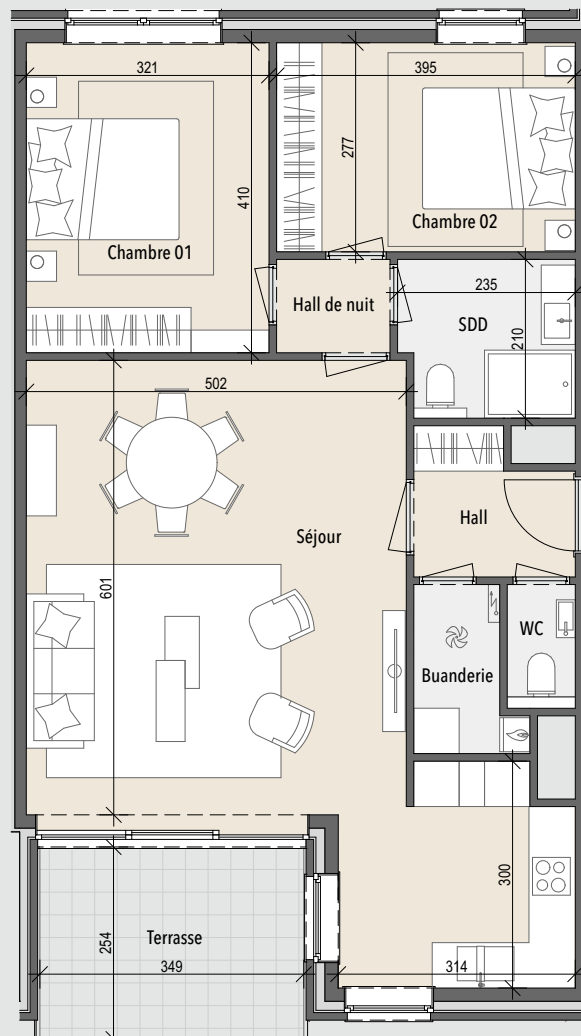 321
395
277
410
Chambre 01
Chambre 02
Hall de nuit
235
SDD
210
502
Séjour
Hall
601
WC
Buanderie
300
254
Terrasse
349
314